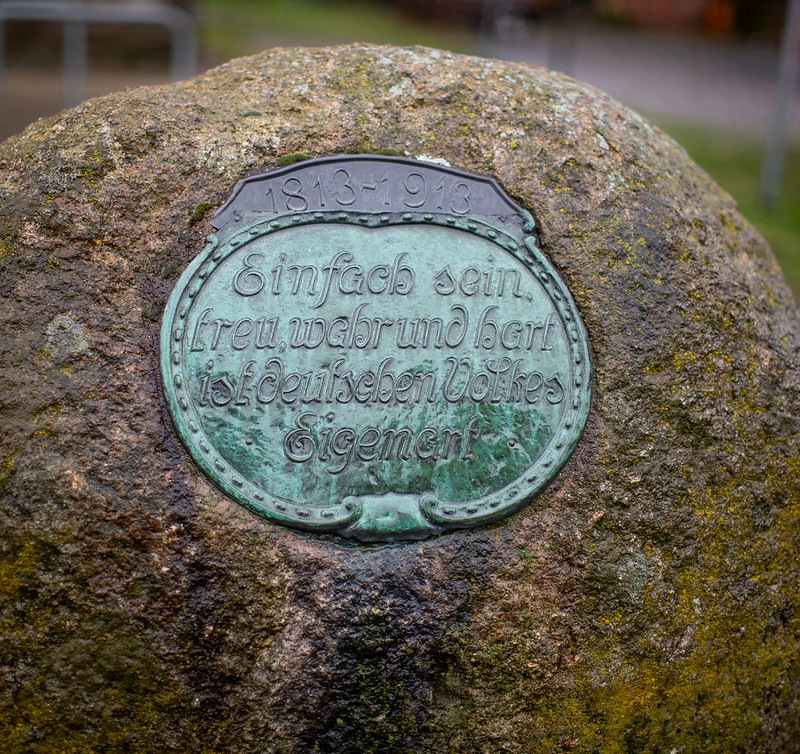 1813-1913
Einfach sein,
treu, wahr und hart
ist deutschen Volkes
Eigenart